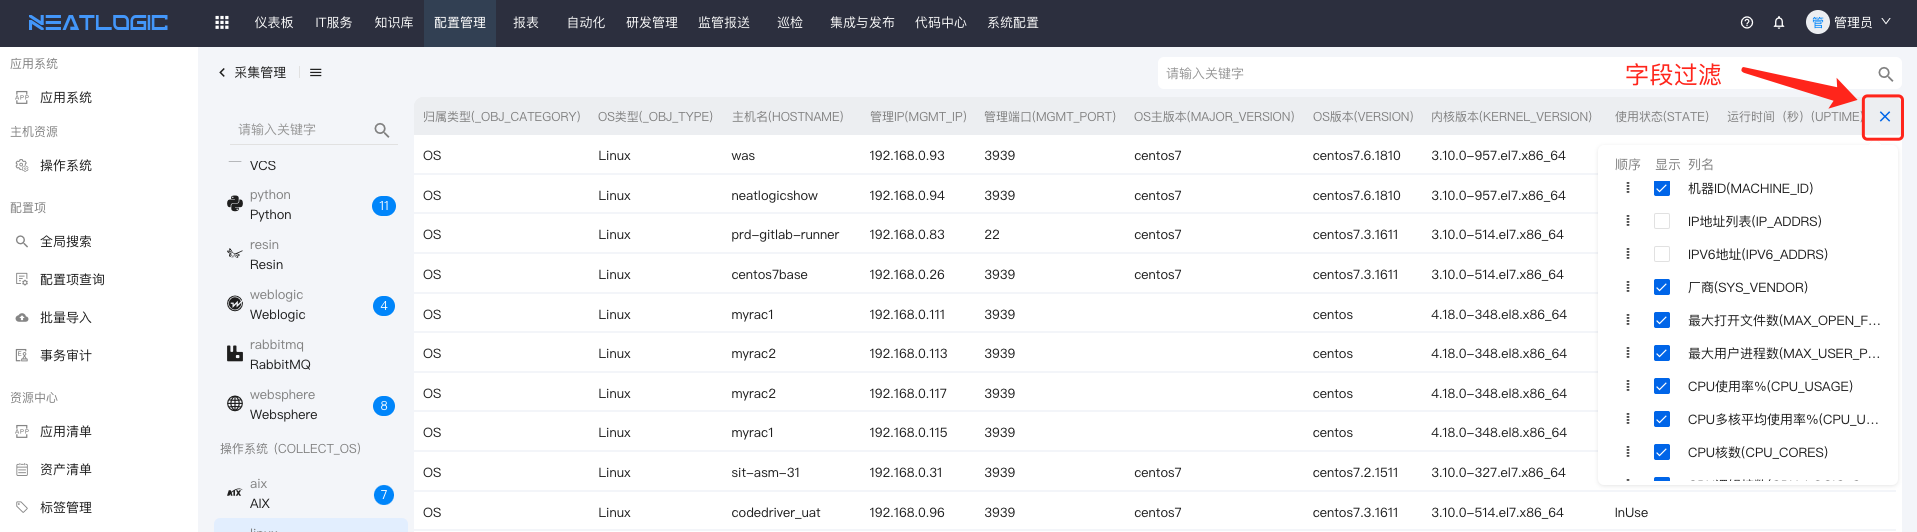 NEATLOGIC 仪表板 IT服务 知识库 配置管理 报表 自动化 研发管理 监管报送 巡检 集成与发布 代码中心 系统配置 管 管理员
应用系统
应用系统
主机资源
操作系统
配置项
全局搜索
配置项查询
批量导入
事务审计
资源中心
应用清单
资产清单
标签管理
采集管理
请输入关键字
字段过滤
请输入关键字
VCS
python
Python 11
resin
Resin
weblogic
Weblogic 4
rabbitmq
RabbitMQ
websphere
Websphere 8
操作系统 (COLLECT_OS)
aix
AIX 7
归属类型(_OBJ_CATEGORY) OS类型(_OBJ_TYPE) 主机名(HOSTNAME) 管理IP(MGMT_IP) 管理端口(MGMT_PORT) OS主版本(MAJOR_VERSION) OS版本(VERSION) 内核版本(KERNEL_VERSION) 使用状态(STATE) 运行时间（秒）(UPTIME)
OS Linux was 192.168.0.93 3939 centos7 centos7.6.1810 3.10.0-957.el7.x86_64
OS Linux neatlogicshow 192.168.0.94 3939 centos7 centos7.6.1810 3.10.0-957.el7.x86_64
OS Linux prd-gitlab-runner 192.168.0.83 22 centos7 centos7.3.1611 3.10.0-514.el7.x86_64
OS Linux centos7base 192.168.0.26 3939 centos7 centos7.3.1611 3.10.0-514.el7.x86_64
OS Linux myrac1 192.168.0.111 3939 centos 4.18.0-348.el8.x86_64
OS Linux myrac2 192.168.0.113 3939 centos 4.18.0-348.el8.x86_64
OS Linux myrac2 192.168.0.117 3939 centos 4.18.0-348.el8.x86_64
OS Linux myrac1 192.168.0.115 3939 centos 4.18.0-348.el8.x86_64
OS Linux sit-asm-31 192.168.0.31 3939 centos7 centos7.2.1511 3.10.0-327.el7.x86_64
OS Linux codedriver_uat 192.168.0.96 3939 centos7 centos7.3.1611 3.10.0-514.el7.x86_64 InUse
顺序 显示 列名
机器ID(MACHINE_ID)
IP地址列表(IP_ADDRS)
IPV6地址(IPV6_ADDRS)
厂商(SYS_VENDOR)
最大打开文件数(MAX_OPEN_F...
最大用户进程数(MAX_USER_P...
CPU使用率%(CPU_USAGE)
CPU多核平均使用率%(CPU_U...
CPU核数(CPU_CORES)